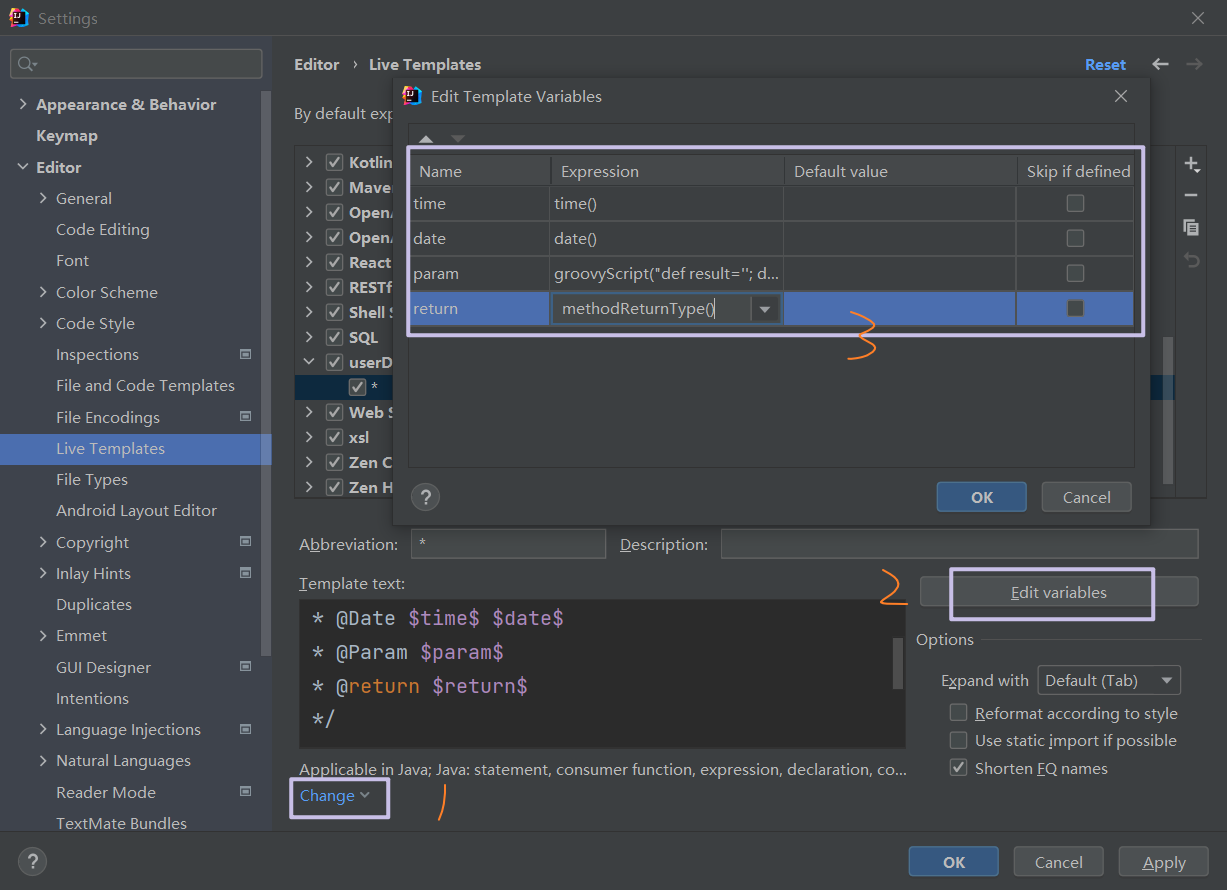 Settings
Appearance & Behavior
Keymap
Editor
General
Code Editing
Font
Color Scheme
Code Style
Inspections
File and Code Templates
File Encodings
Live Templates
File Types
Android Layout Editor
Copyright
Inlay Hints
Duplicates
Emmet
GUI Designer
Intentions
Language Injections
Natural Languages
Reader Mode
TextMate Bundles
Editor › Live Templates
Reset
By default exp
Kotlin
Mave
Open
Open
React
RESTf
Shell S
SQL
userD
*
Web S
xsl
Zen C
Zen H
Edit Template Variables
Name Expression Default value Skip if defined
time time()
date date()
param groovyScript("def result=''; d...
return methodReturnType()
3
?
OK Cancel
Abbreviation: * Description:
Template text:
2
Edit variables
* @Date $time$ $date$
* @Param $param$
* @return $return$
*/
Options
Expand with Default (Tab)
Reformat according to style
Use static import if possible
Shorten FQ names
Applicable in Java; Java: statement, consumer function, expression, declaration, co...
Change
1
?
OK Cancel Apply